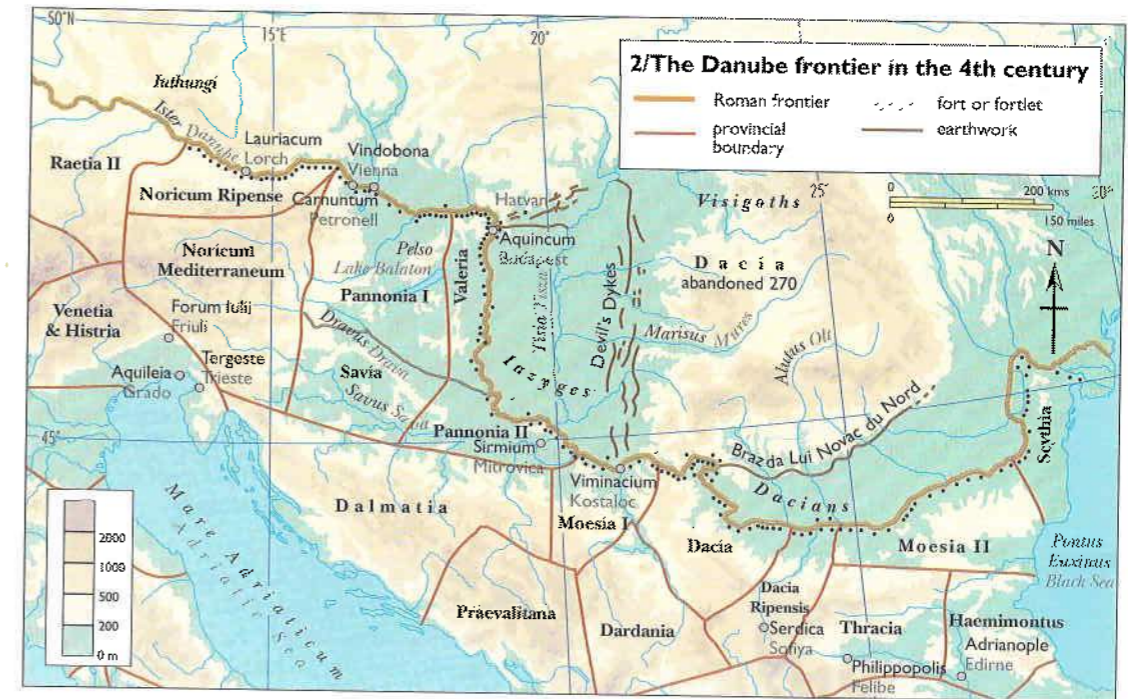 50°N
15°E
20°
2/The Danube frontier in the 4th century
Roman frontier
fort or fortlet
provincial
boundary
earthwork
25°
0
200 kms
0
150 miles
30°
N
Iuthungi
Ister Danube
Lauriacum
Lorch
Vindobona
Vienna
Raetia II
Noricum Ripense
Carnuntum
Petronell
Hatvan
Visigoths
Aquincum
Budapest
Noricum
Mediterraneum
Pelso
Lake Balaton
Valeria
Tisia Tisza
Devil's Dykes
Dacia
abandoned 270
Pannonia I
Venetia
& Histria
Forum Iulij
Friuli
Dravus Drava
Marisus Mures
Alutus Olt
Iazyges
Aquileia
Grado
Tergeste
Trieste
Savia
Savus Sava
45°
Pannonia II
Sirmium
Mitrovica
Brazda Lui Novac du Nord
Scythia
Viminacium
Kostaloc
Dacians
Mare Adriaticum
Adriatic Sea
Dalmatia
Moesia I
Dacia
Moesia II
Pontus
Euxinus
Black Sea
2000
1000
500
200
0 m
Praevalitana
Dardania
Dacia
Ripensis
Serdica
Sofiya
Thracia
Haemimontus
Adrianople
Edirne
Philippopolis
Felibe